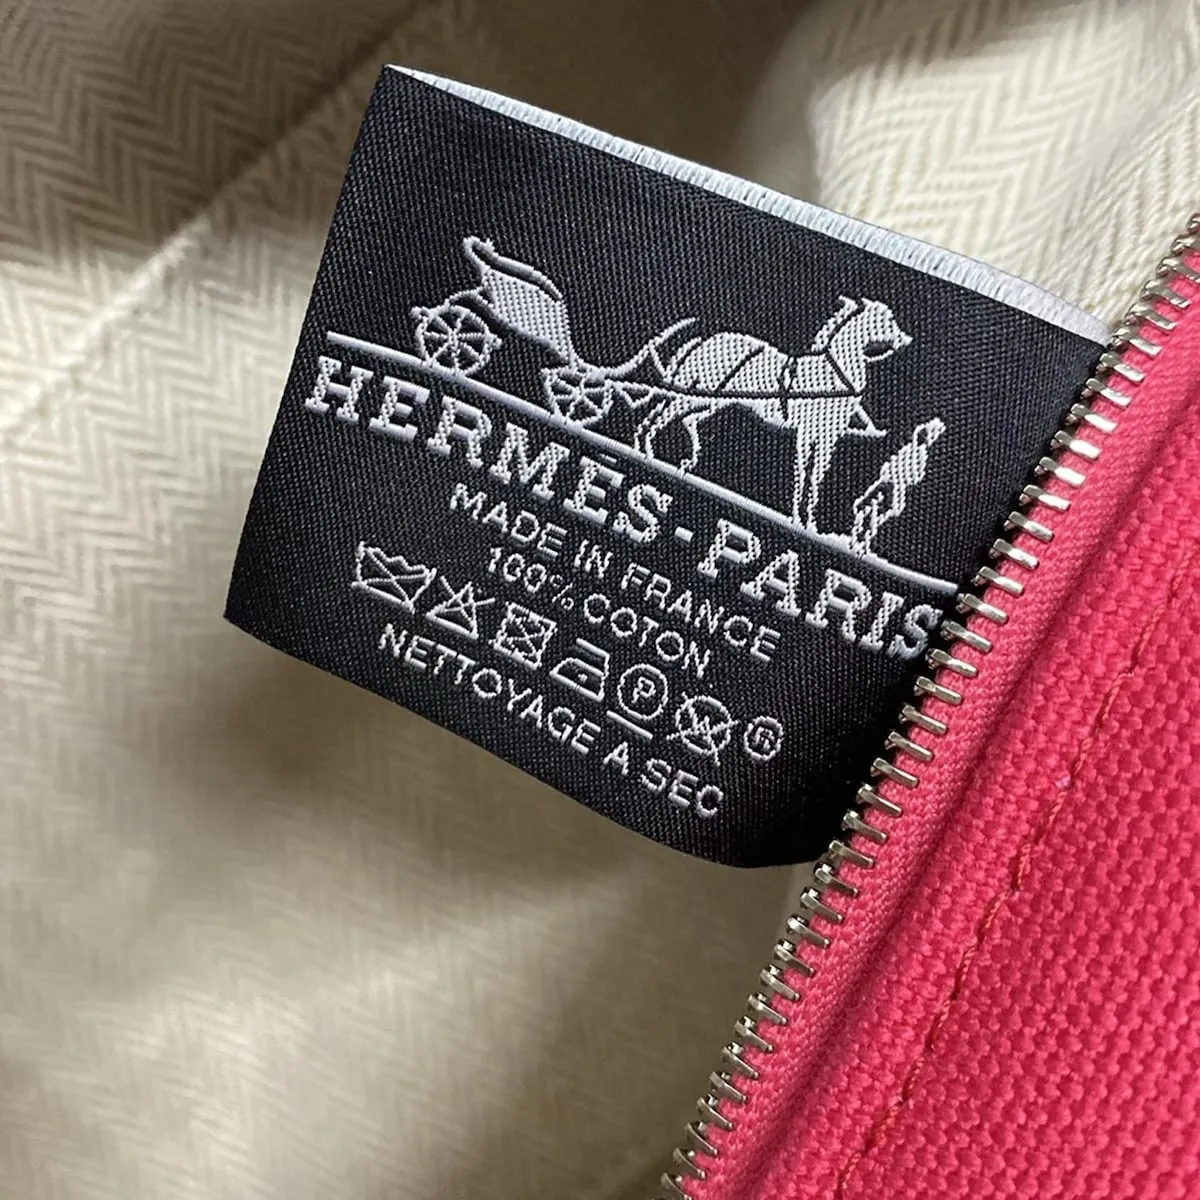 HERMÈS-PARIS
MADE IN FRANCE
100% COTON
P W ®
NETTOYAGE A SEC